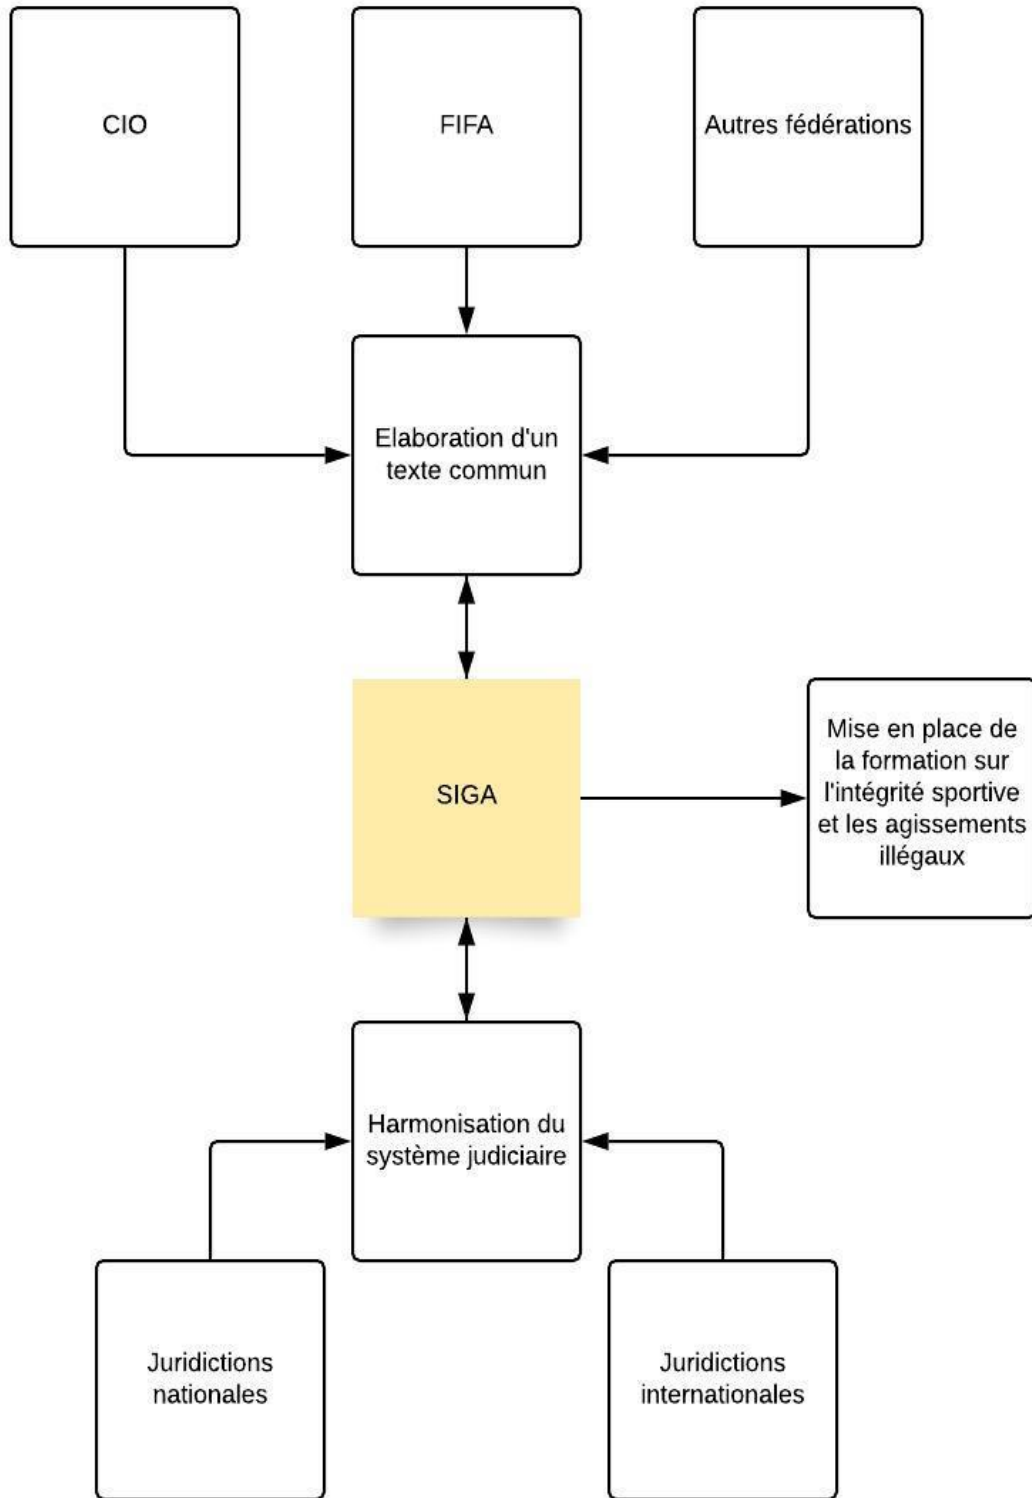 CIO
FIFA
Autres fédérations
Elaboration d'un
texte commun
SIGA
Mise en place de
la formation sur
l'intégrité sportive
et les agissements
illégaux
Harmonisation du
système judiciaire
Juridictions
nationales
Juridictions
internationales